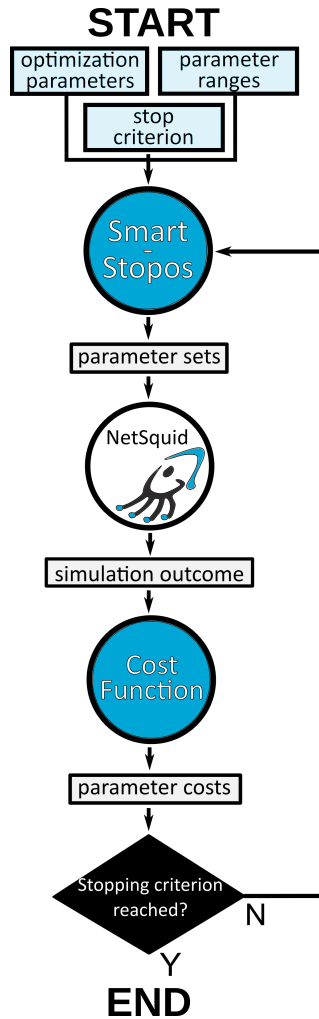 START
optimization
parameters
parameter
ranges
stop
criterion
Smart
-
Stopos
parameter sets
NetSquid
simulation outcome
Cost
Function
parameter costs
Stopping criterion
reached?
N
Y
END